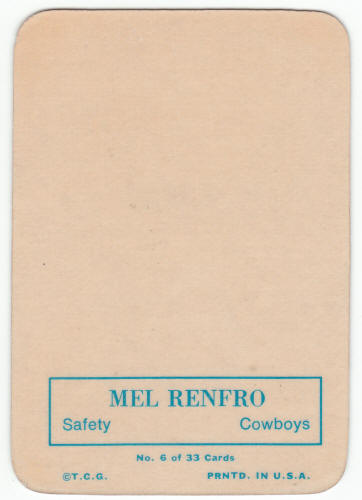 MEL RENFRO
Safety Cowboys
No. 6 of 33 Cards
©T.C.G. PRNTD. IN U.S.A.